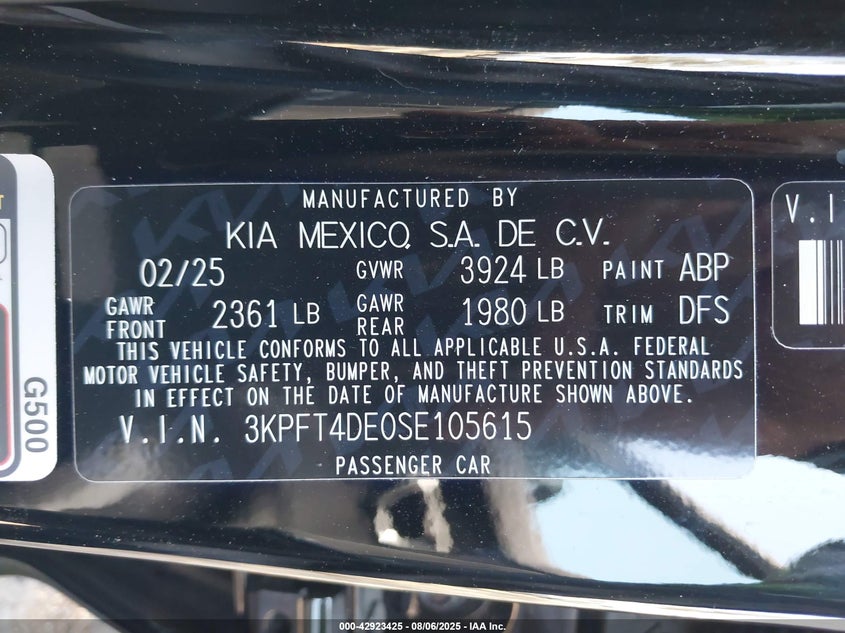 MANUFACTURED BY
KIA MEXICO, S.A. DE C.V.
02/25 GVWR 3924 LB PAINT ABP
GAWR FRONT 2361 LB GAWR REAR 1980 LB TRIM DFS
THIS VEHICLE CONFORMS TO ALL APPLICABLE U.S.A. FEDERAL
MOTOR VEHICLE SAFETY, BUMPER, AND THEFT PREVENTION STANDARDS
IN EFFECT ON THE DATE OF MANUFACTURE SHOWN ABOVE.
V.I.N. 3KPFT4DE0SE105615
PASSENGER CAR
G500
V.I
000-42923425 - 08/06/2025 - IAA Inc.